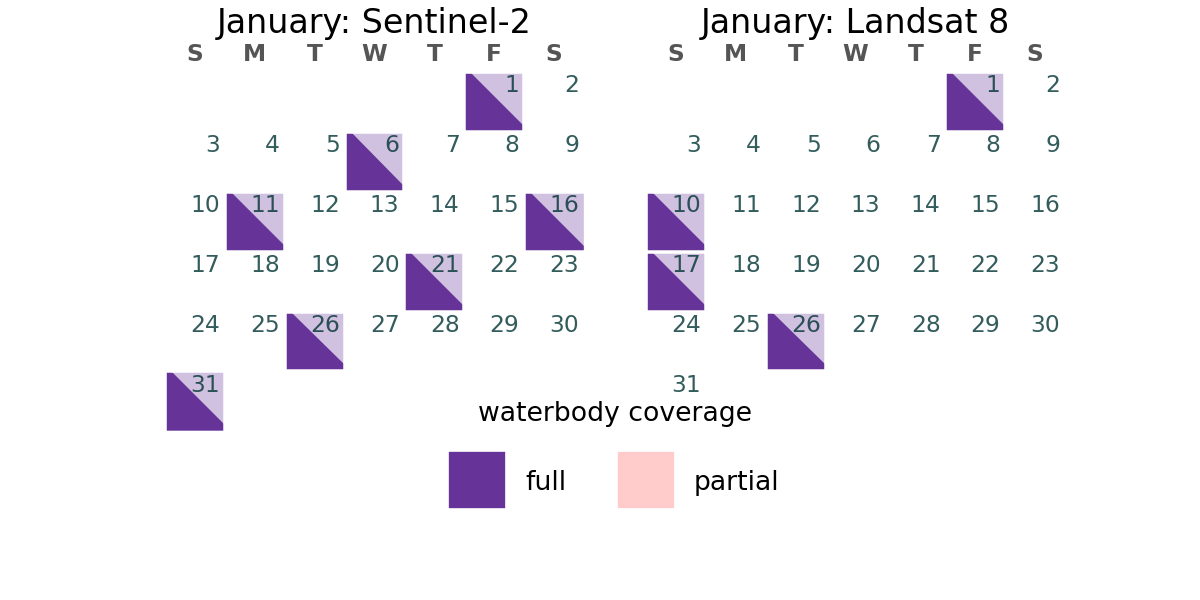 January: Sentinel-2
S M T W T F S
1 2
3 4 5 6 7 8 9
10 11 12 13 14 15 16
17 18 19 20 21 22 23
24 25 26 27 28 29 30
31
January: Landsat 8
S M T W T F S
1 2
3 4 5 6 7 8 9
10 11 12 13 14 15 16
17 18 19 20 21 22 23
24 25 26 27 28 29 30
31
waterbody coverage
full partial